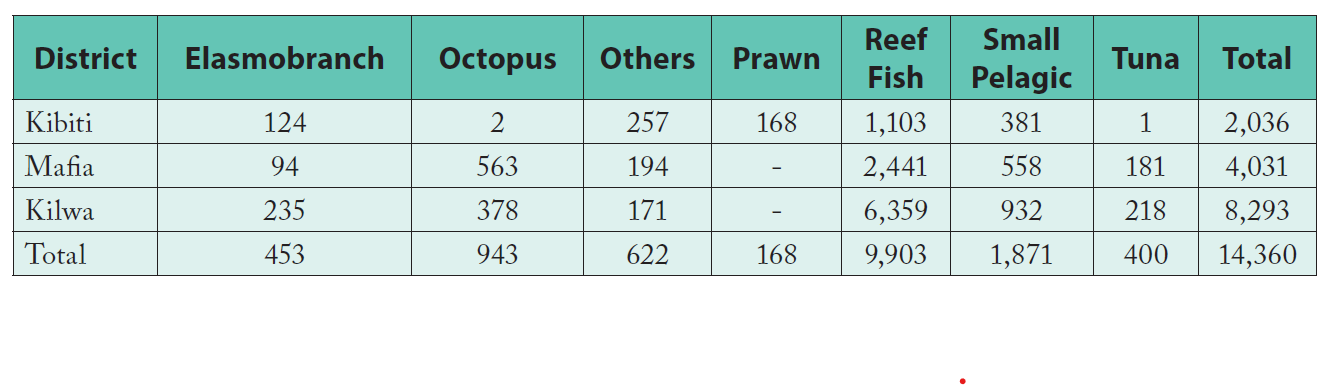 District Elasmobranch Octopus Others Prawn Reef Fish Small Pelagic Tuna Total
Kibiti 124 2 257 168 1,103 381 1 2,036
Mafia 94 563 194 - 2,441 558 181 4,031
Kilwa 235 378 171 - 6,359 932 218 8,293
Total 453 943 622 168 9,903 1,871 400 14,360